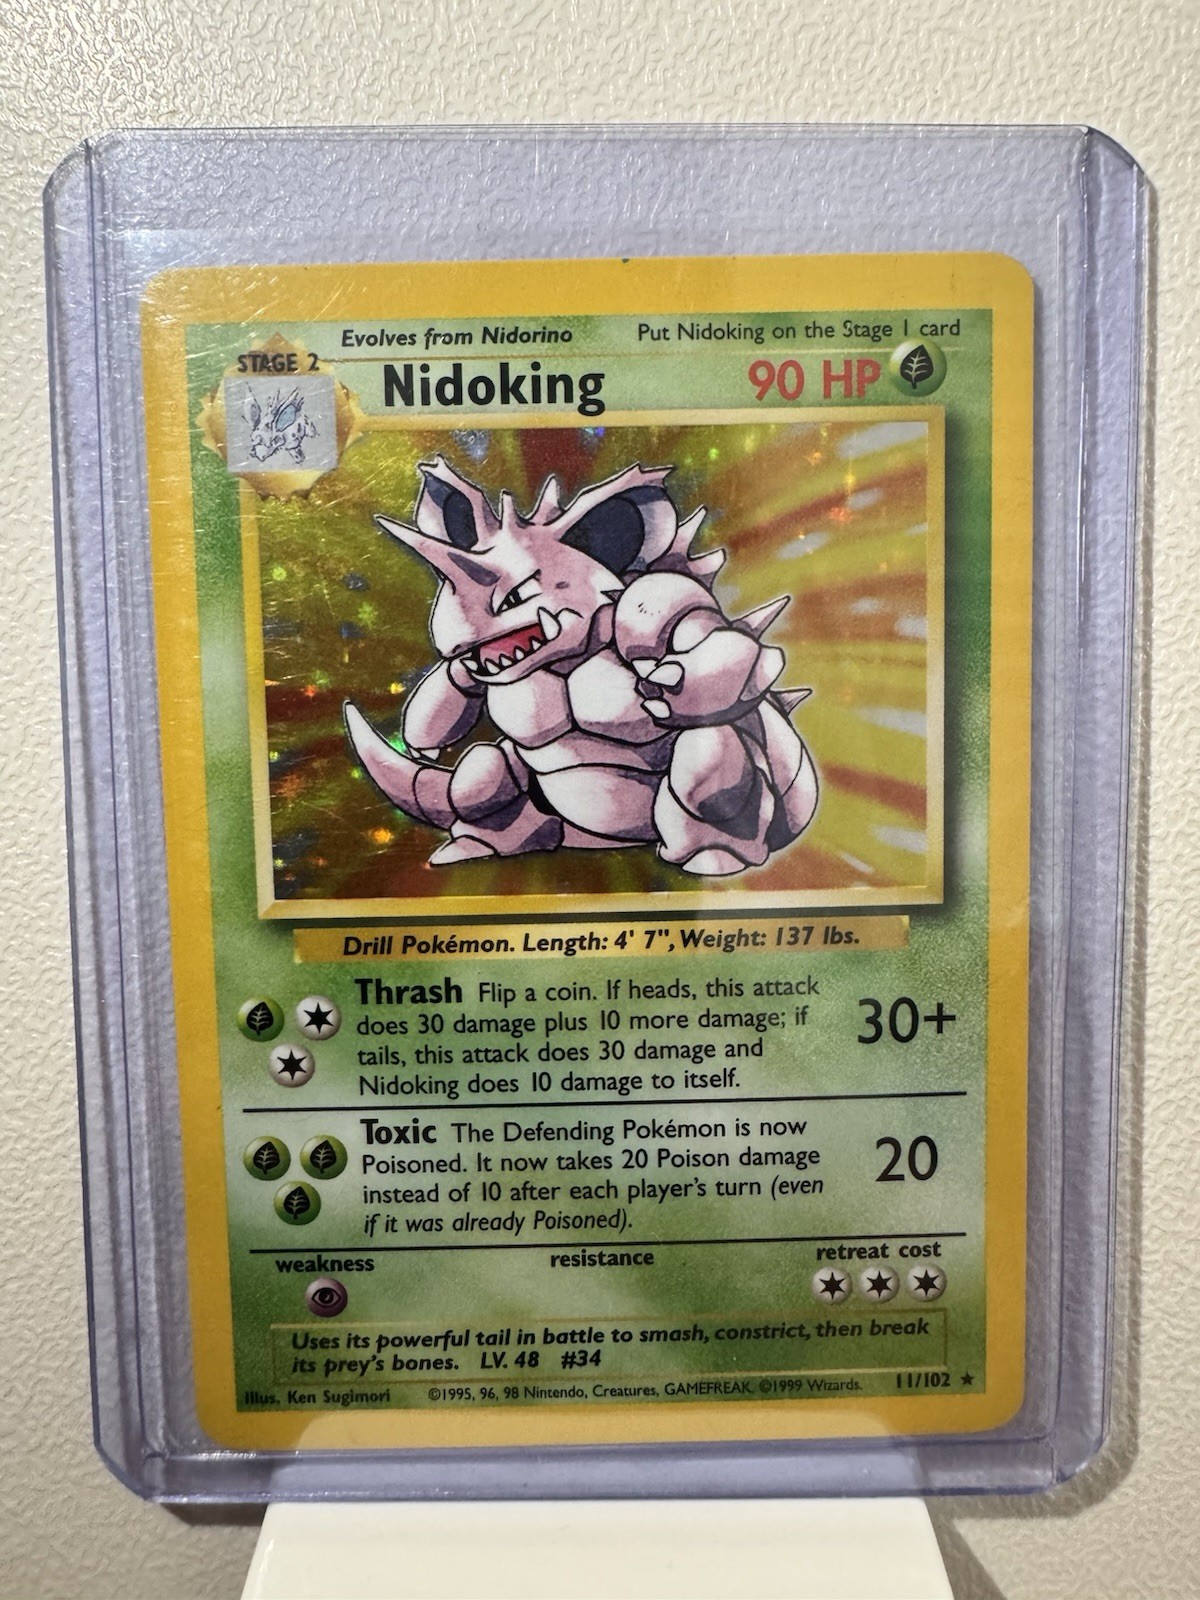 Evolves from Nidorino
Put Nidoking on the Stage 1 card
STAGE 2
Nidoking
90 HP
Drill Pokémon. Length: 4' 7", Weight: 137 lbs.
Thrash Flip a coin. If heads, this attack
does 30 damage plus 10 more damage; if
tails, this attack does 30 damage and
Nidoking does 10 damage to itself.
30+
Toxic The Defending Pokémon is now
Poisoned. It now takes 20 Poison damage
instead of 10 after each player's turn (even
if it was already Poisoned).
20
weakness
resistance
retreat cost
Uses its powerful tail in battle to smash, constrict, then break
its prey's bones. LV. 48 #34
Illus. Ken Sugimori
©1995, 96, 98 Nintendo, Creatures, GAMEFREAK. ©1999 Wizards.
11/102 ★